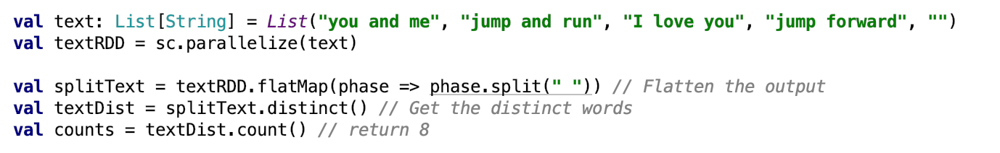 val text: List[String] = List("you and me", "jump and run", "I love you", "jump forward", "")
val textRDD = sc.parallelize(text)
val splitText = textRDD.flatMap(phase => phase.split(" ")) // Flatten the output
val textDist = splitText.distinct() // Get the distinct words
val counts = textDist.count() // return 8